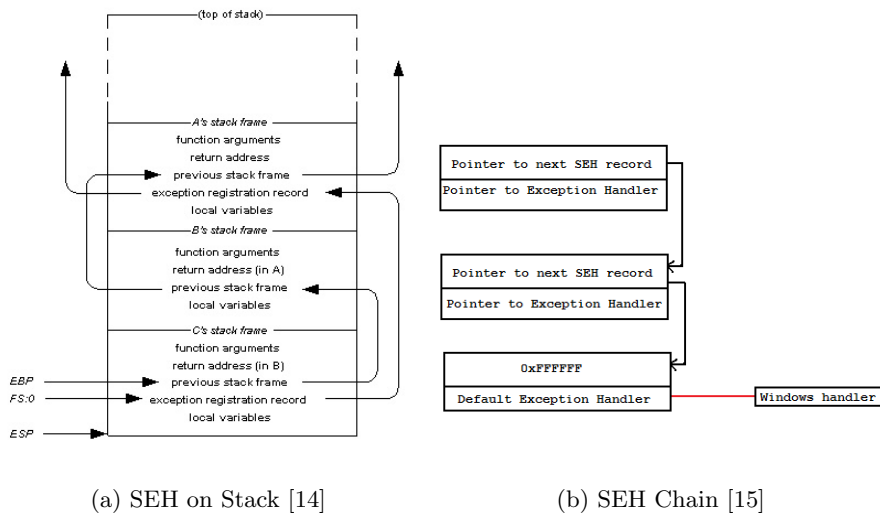 (top of stack)
A's stack frame
function arguments
return address
previous stack frame
exception registration record
local variables
B's stack frame
function arguments
return address (in A)
previous stack frame
local variables
C's stack frame
function arguments
return address (in B)
EBP
previous stack frame
FS:0
exception registration record
local variables
ESP
(a) SEH on Stack [14]
Pointer to next SEH record
Pointer to Exception Handler
Pointer to next SEH record
Pointer to Exception Handler
0xFFFFFF
Default Exception Handler
Windows handler
(b) SEH Chain [15]